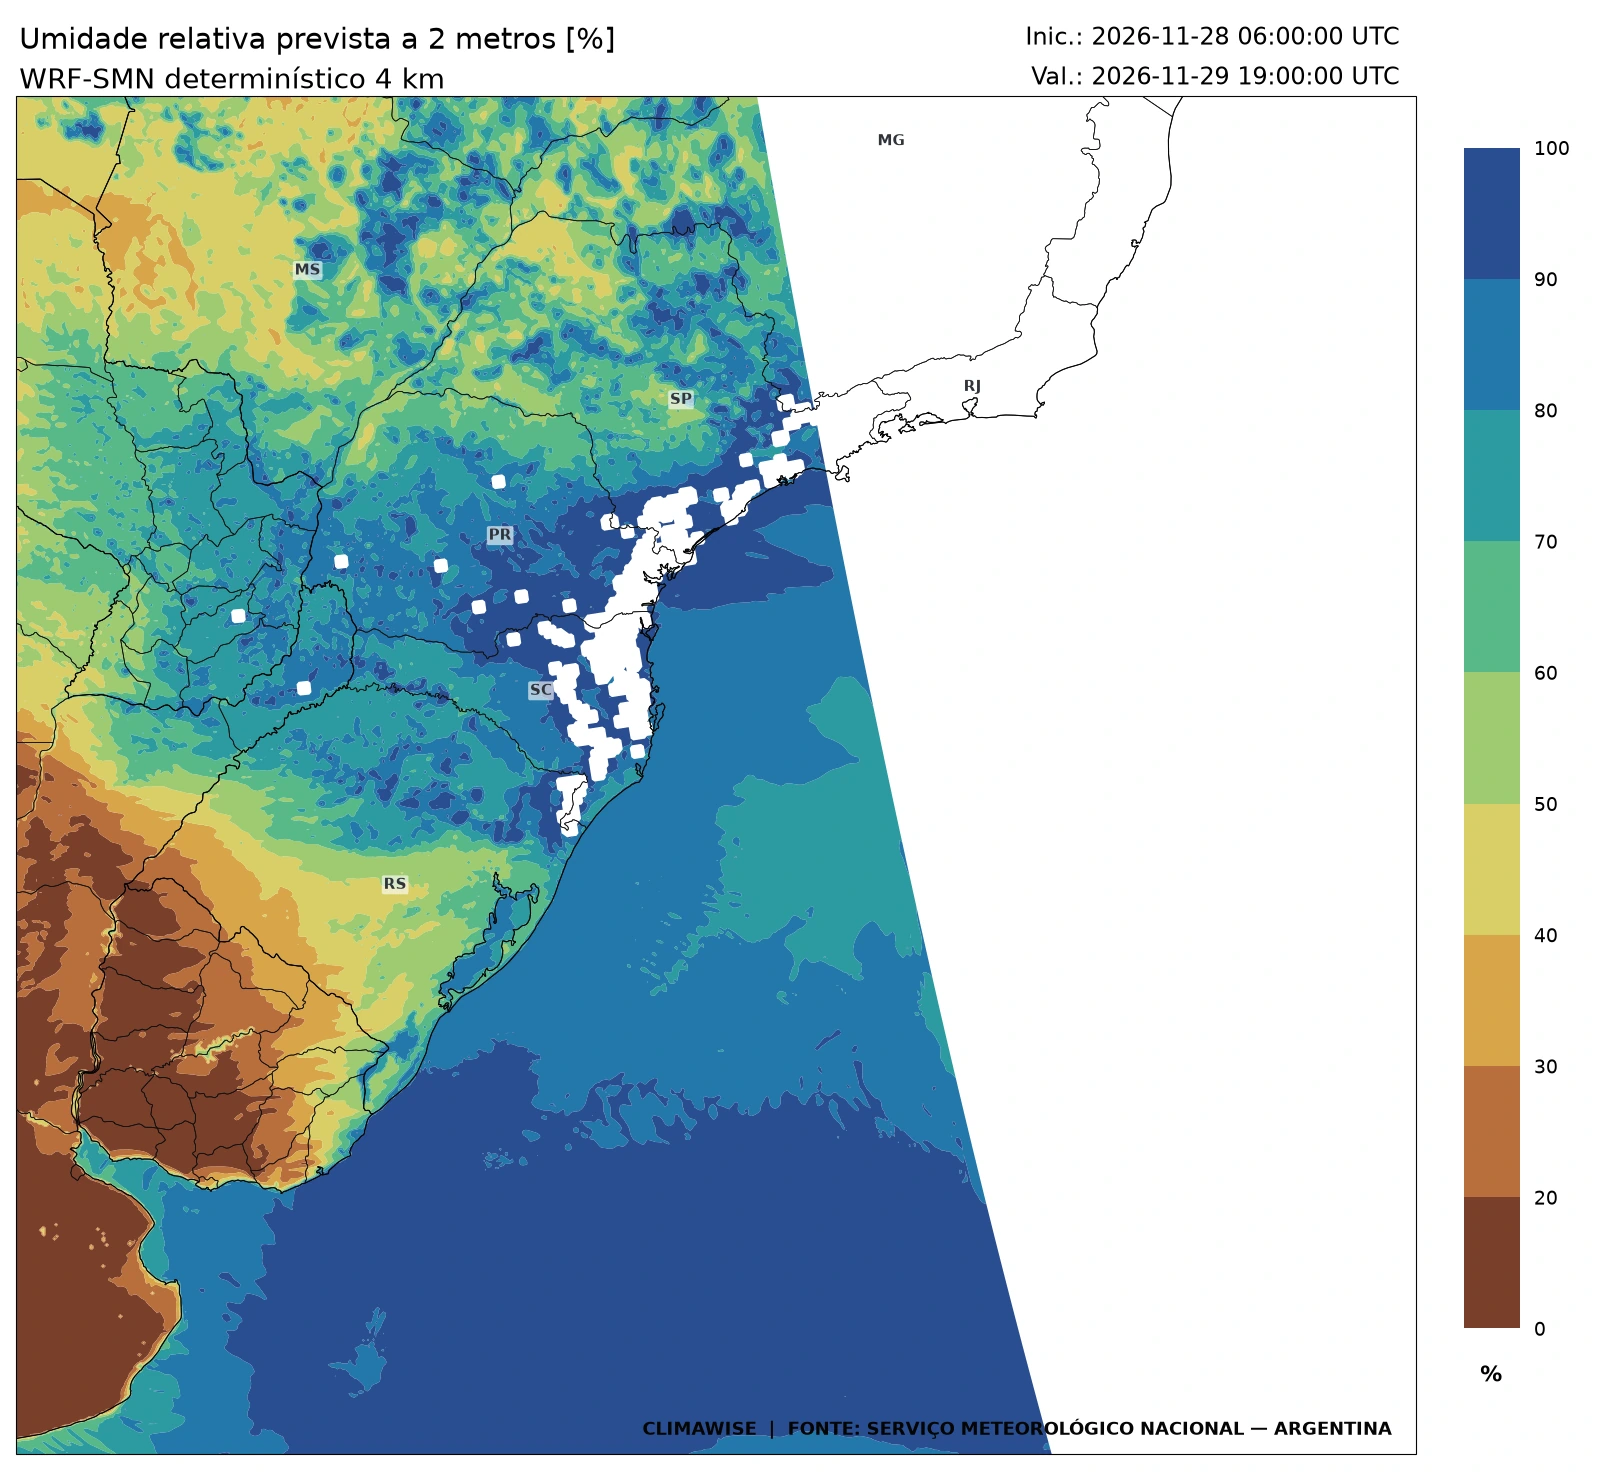 Umidade relativa prevista a 2 metros [%]
WRF-SMN determinístico 4 km
Inic.: 2026-11-28 06:00:00 UTC
Val.: 2026-11-29 19:00:00 UTC
MG
MS
RJ
SP
PR
SC
RS
100
90
80
70
60
50
40
30
20
0
%
CLIMAWISE | FONTE: SERVIÇO METEOROLÓGICO NACIONAL — ARGENTINA